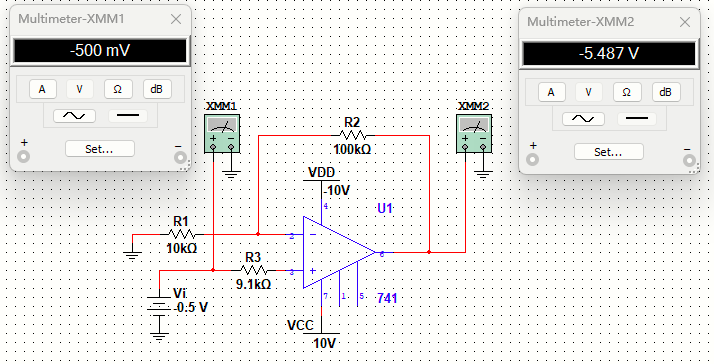 Multimeter-XMM1
-500 mV
A V Ω dB
+ −
Set...
Multimeter-XMM2
-5.487 V
A V Ω dB
+ −
Set...
XMM1
XMM2
R2
100kΩ
VDD
-10V
4
U1
R1
10kΩ
2
6
R3
9.1kΩ
3
7 1 5
741
Vi
-0.5 V
VCC
10V